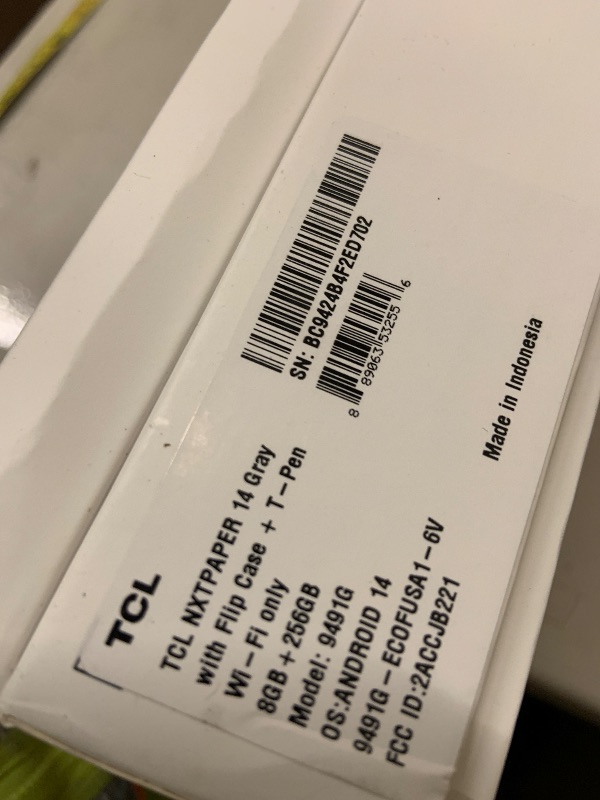 TCL
TCL NXTPAPER 14 Gray
with Flip Case + T-Pen
Wi-Fi only
8GB+256GB
Model: 9491G
OS:ANDROID 14
9491G-ECOFUSA1-6V
FCC ID:2ACCJB221
SN: BC9424B4F2ED702
8 89063 53255 6
Made in Indonesia